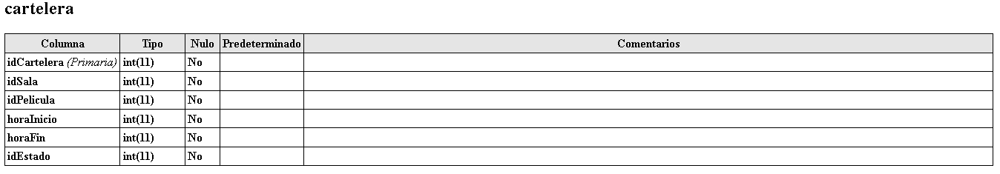 cartelera
Columna Tipo Nulo Predeterminado Comentarios
idCartelera (Primaria) int(11) No
idSala int(11) No
idPelicula int(11) No
horaInicio int(11) No
horaFin int(11) No
idEstado int(11) No